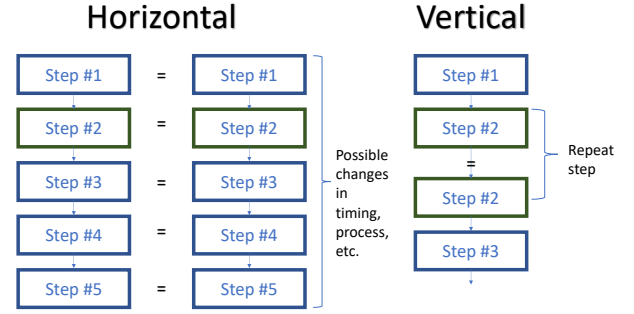 Horizontal
Vertical
Step #1 = Step #1
Step #2 = Step #2
Step #3 = Step #3
Step #4 = Step #4
Step #5 = Step #5
Possible
changes
in
timing,
process,
etc.
Step #1
Step #2
=
Step #2
Step #3
Repeat
step